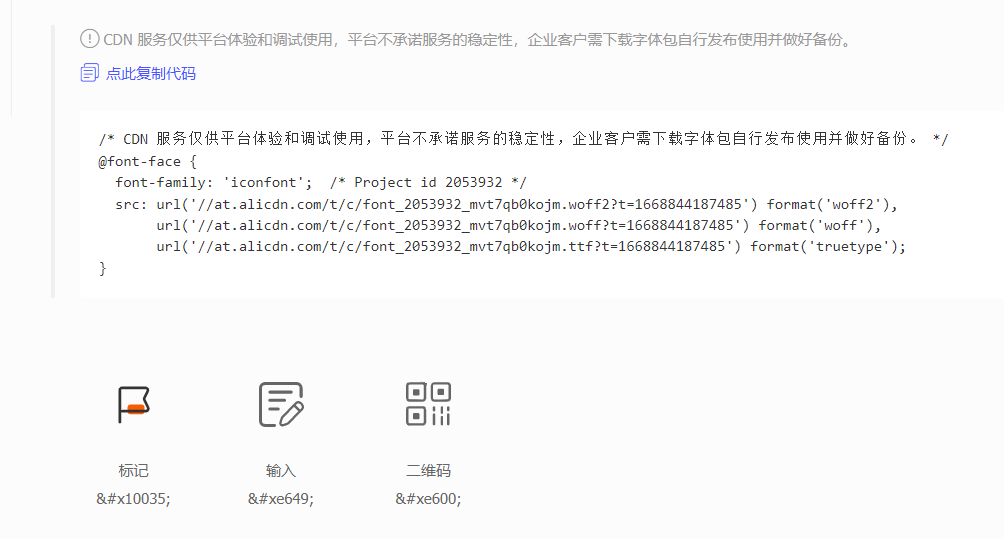 CDN 服务仅供平台体验和调试使用，平台不承诺服务的稳定性，企业客户需下载字体包自行发布使用并做好备份。
点此复制代码
/* CDN 服务仅供平台体验和调试使用，平台不承诺服务的稳定性，企业客户需下载字体包自行发布使用并做好备份。 */
@font-face {
  font-family: 'iconfont';  /* Project id 2053932 */
  src: url('//at.alicdn.com/t/c/font_2053932_mvt7qb0kojm.woff2?t=1668844187485') format('woff2'),
       url('//at.alicdn.com/t/c/font_2053932_mvt7qb0kojm.woff?t=1668844187485') format('woff'),
       url('//at.alicdn.com/t/c/font_2053932_mvt7qb0kojm.ttf?t=1668844187485') format('truetype');
}
标记 输入 二维码
&#x10035; &#xe649; &#xe600;